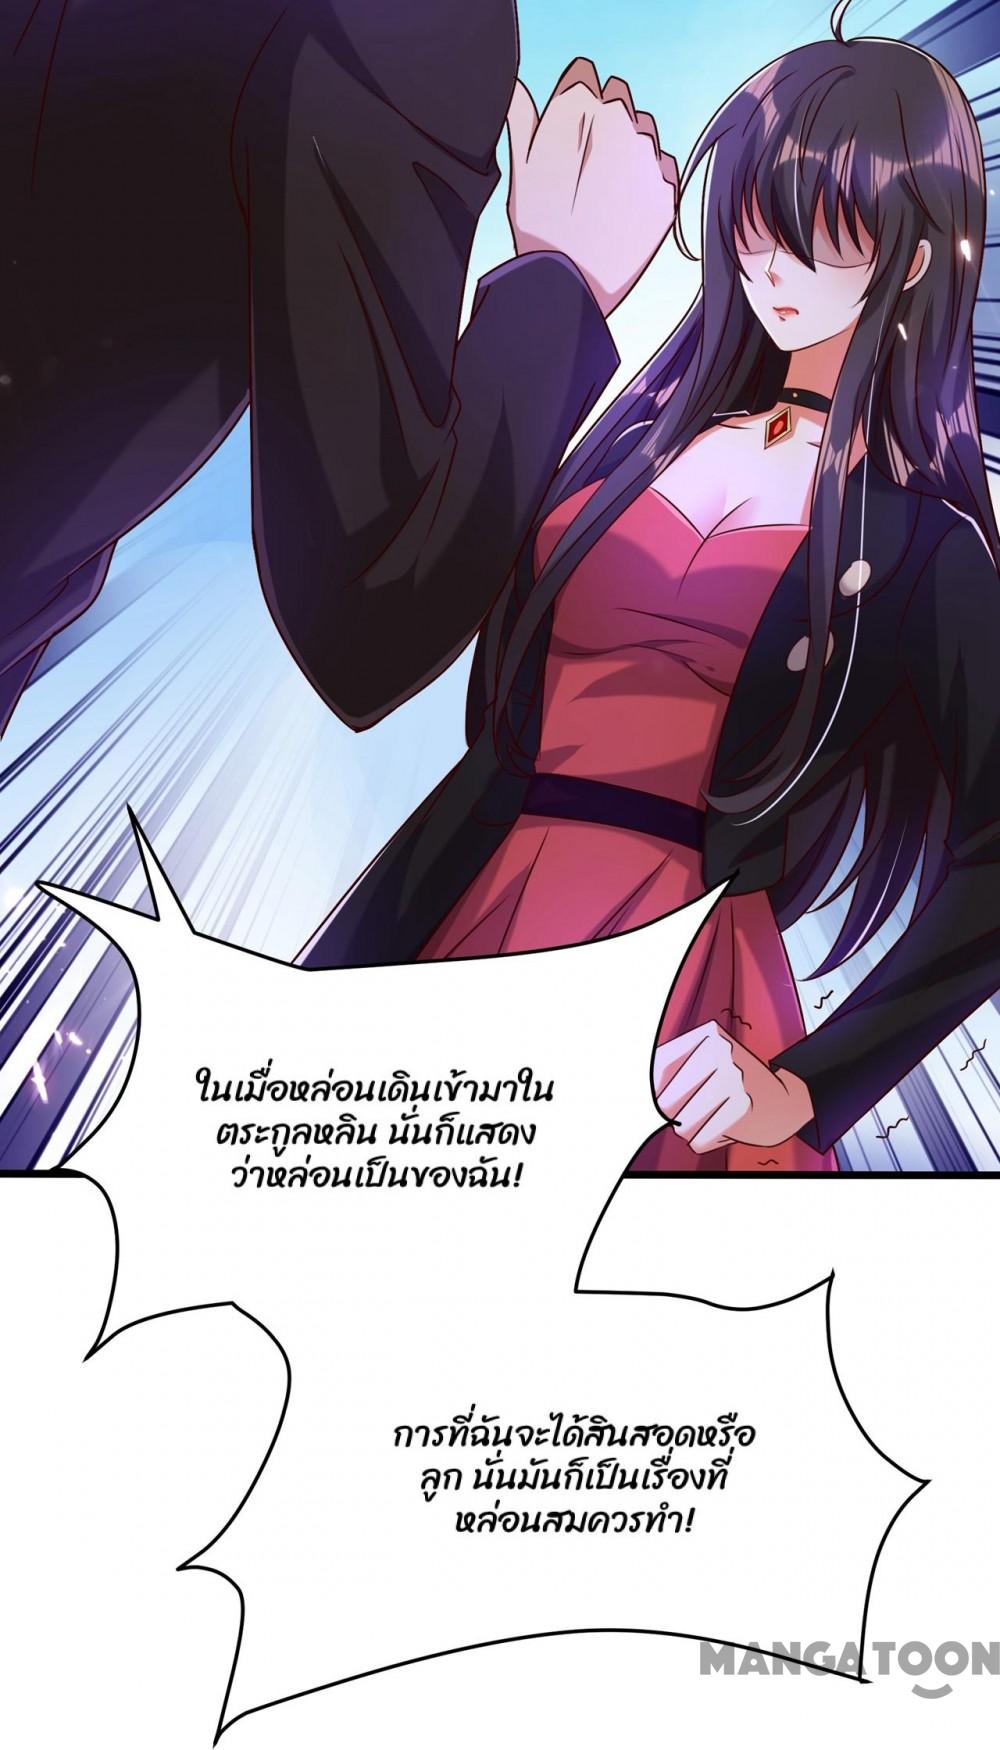 ในเมื่อหล่อนเดินเข้ามาใน
ตระกูลหลิน นั่นก็แสดง
ว่าหล่อนเป็นของฉัน!
การที่ฉันจะได้สินสอดหรือ
ลูก นั่นมันก็เป็นเรื่องที่
หล่อนสมควรทำ!
MANGATOON